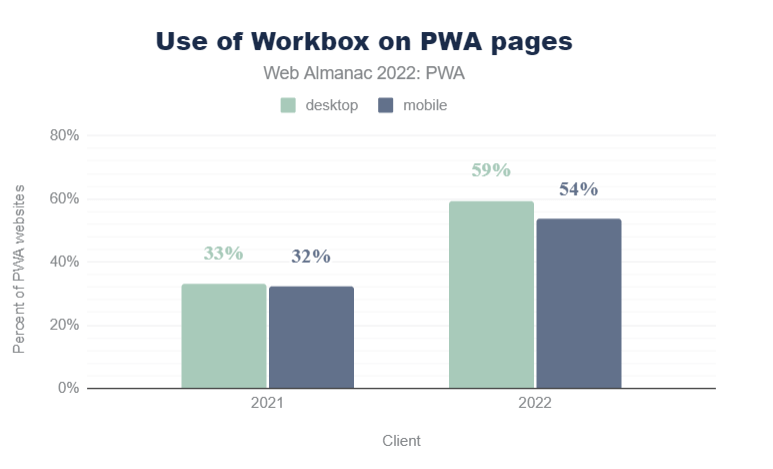 Use of Workbox on PWA pages
Web Almanac 2022: PWA
desktop mobile
Percent of PWA websites
80%
60%
40%
20%
0%
33%
32%
59%
54%
2021 2022
Client